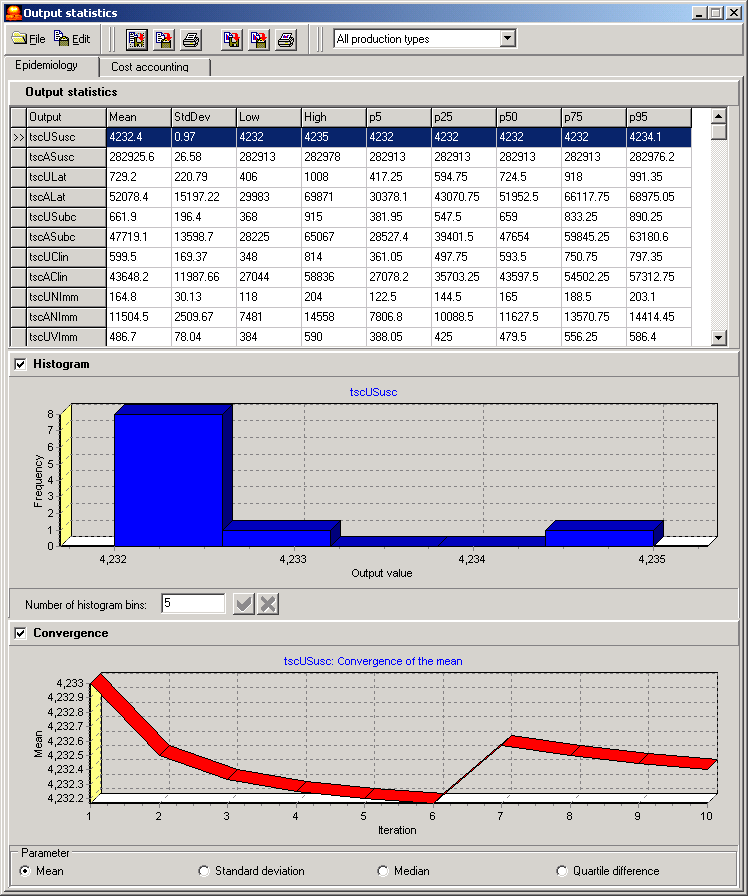 Output statistics
File Edit All production types
Epidemiology Cost accounting
Output statistics
Output Mean StdDev Low High p5 p25 p50 p75 p95
>> tscUSusc 4232.4 0.97 4232 4235 4232 4232 4232 4232 4234.1
tscASusc 282925.6 26.58 282913 282978 282913 282913 282913 282913 282976.2
tscULat 729.2 220.79 406 1008 417.25 594.75 724.5 918 991.35
tscALat 52078.4 15197.22 29983 69871 30378.1 43070.75 51952.5 66117.75 68975.05
tscUSubc 661.9 196.4 368 915 381.95 547.5 659 833.25 890.25
tscASubc 47719.1 13598.7 28225 65067 28527.4 39401.5 47654 59845.25 63180.6
tscUClin 599.5 169.37 348 814 361.05 497.75 593.5 750.75 797.35
tscAClin 43648.2 11987.66 27044 58836 27078.2 35703.25 43597.5 54502.25 57312.75
tscUNImm 164.8 30.13 118 204 122.5 144.5 165 188.5 203.1
tscANImm 11504.5 2509.67 7481 14558 7806.8 10088.5 11627.5 13570.75 14414.45
tscUVImm 486.7 78.04 384 590 388.05 425 479.5 556.25 586.4
Histogram
tscUSusc
Frequency
8
7
6
5
4
3
2
1
0
4,232 4,233 4,234 4,235
Output value
Number of histogram bins: 5
Convergence
tscUSusc: Convergence of the mean
Mean
4,233
4,232.9
4,232.8
4,232.7
4,232.6
4,232.5
4,232.4
4,232.3
4,232.2
1 2 3 4 5 6 7 8 9 10
Iteration
Parameter
Mean Standard deviation Median Quartile difference